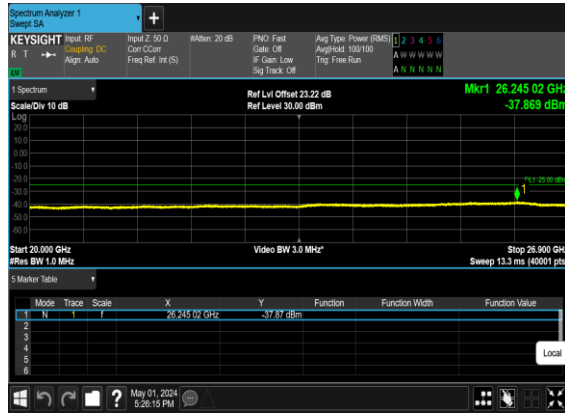 Spectrum Analyzer 1
Swept SA
+
KEYSIGHT Input: RF Input Z: 50 Ω #Atten: 20 dB PNO: Fast Avg Type: Power (RMS) 1 2 3 4 5 6
R T Coupling: DC Corr CCorr Gate: Off Avg|Hold: 100/100 A W W W W W
Align: Auto Freq Ref: Int (S) IF Gain: Low Trig: Free Run
Sig Track: Off A N N N N N
1 Spectrum Ref Lvl Offset 23.22 dB Mkr1 26.245 02 GHz
Scale/Div 10 dB Ref Level 30.00 dBm -37.869 dBm
Log
20.0
10.0
0.00
-10.0
-20.0
DL1 -25.00 dBm
1
-30.0
-40.0
-50.0
-60.0
Start 20.000 GHz Video BW 3.0 MHz* Stop 26.900 GHz
#Res BW 1.0 MHz Sweep 13.3 ms (40001 pts)
5 Marker Table
Mode Trace Scale X Y Function Function Width Function Value
1 N 1 f 26.245 02 GHz -37.87 dBm
2
3
4
5
6
Local
? May 01, 2024
5:26:15 PM